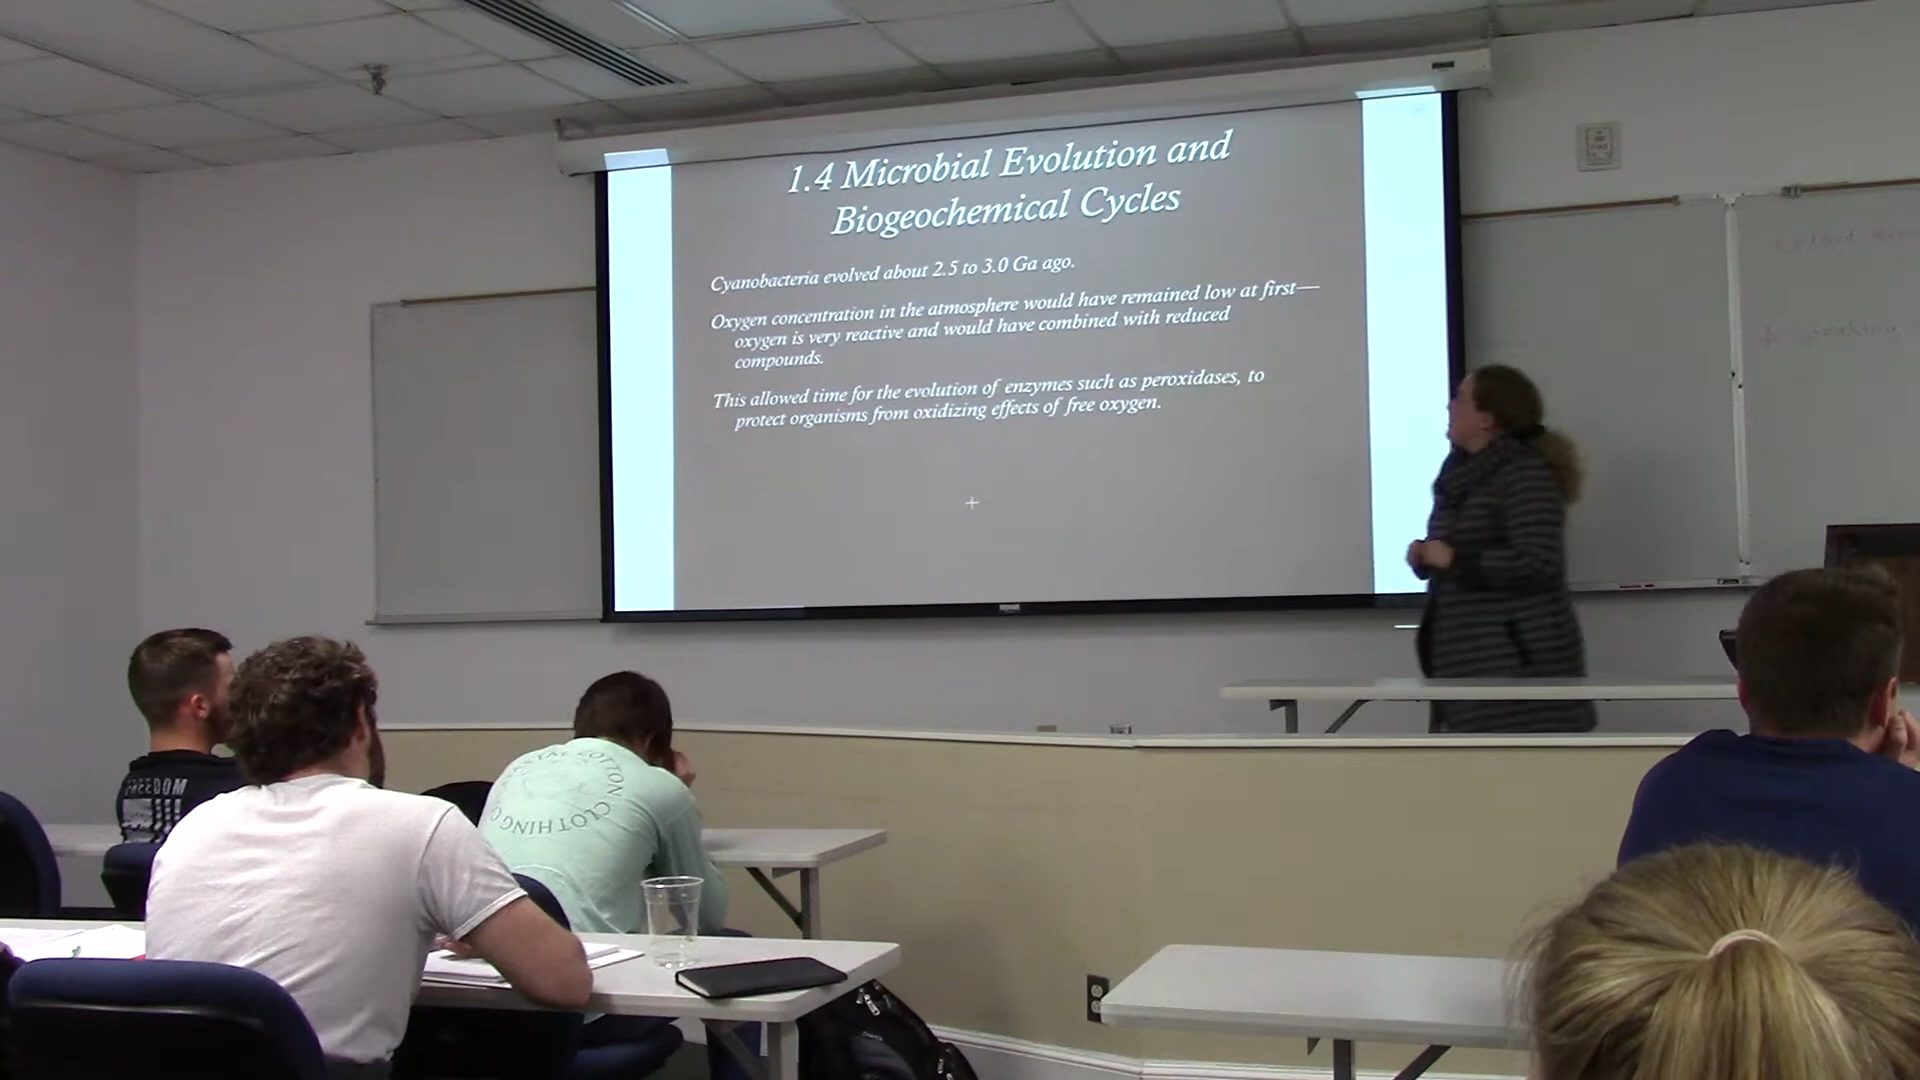 1.4 Microbial Evolution and
Biogeochemical Cycles
Cyanobacteria evolved about 2.5 to 3.0 Ga ago.
Oxygen concentration in the atmosphere would have remained low at first—
oxygen is very reactive and would have combined with reduced
compounds.
This allowed time for the evolution of enzymes such as peroxidases, to
protect organisms from oxidizing effects of free oxygen.
FREEDOM
COTTON CLOTHING